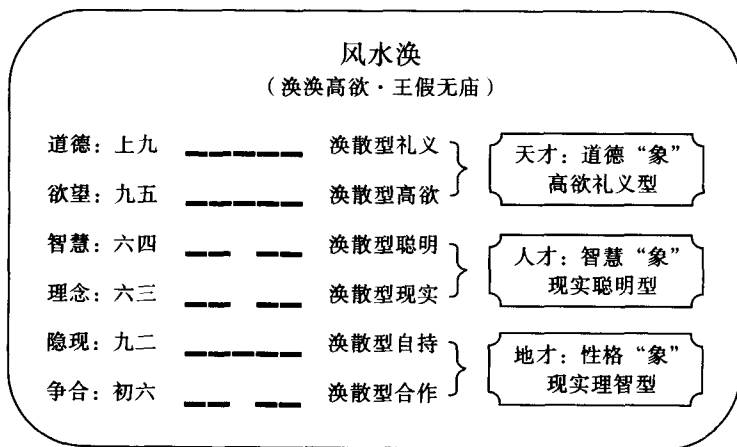 风水涣
（涣涣高欲·王假无庙）
道德：上九 涣散型礼义
欲望：九五 涣散型高欲
天才：道德“象”
高欲礼义型
智慧：六四 涣散型聪明
理念：六三 涣散型现实
人才：智慧“象”
现实聪明型
隐现：九二 涣散型自持
争合：初六 涣散型合作
地才：性格“象”
现实理智型